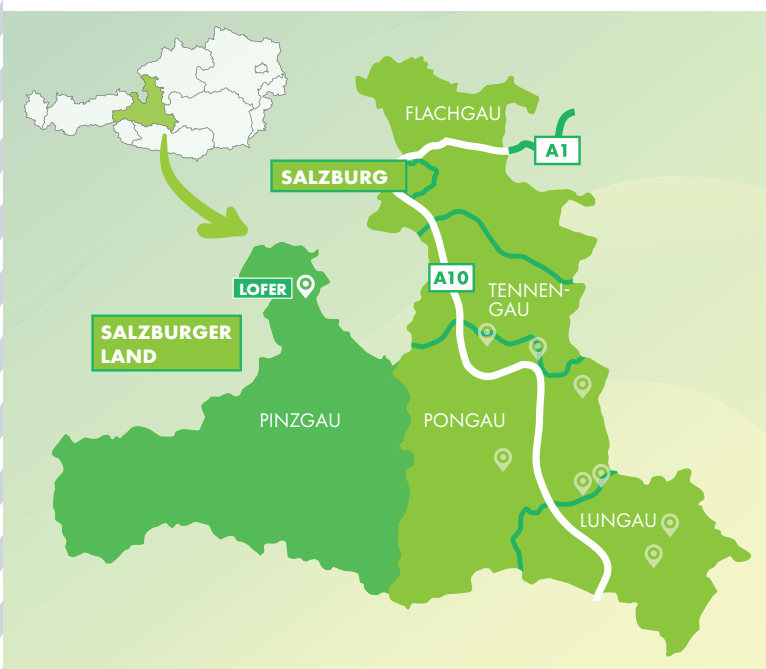 FLACHGAU
A1
SALZBURG
A10
LOFER
TENNEN-
GAU
SALZBURGER
LAND
PINZGAU
PONGAU
LUNGAU